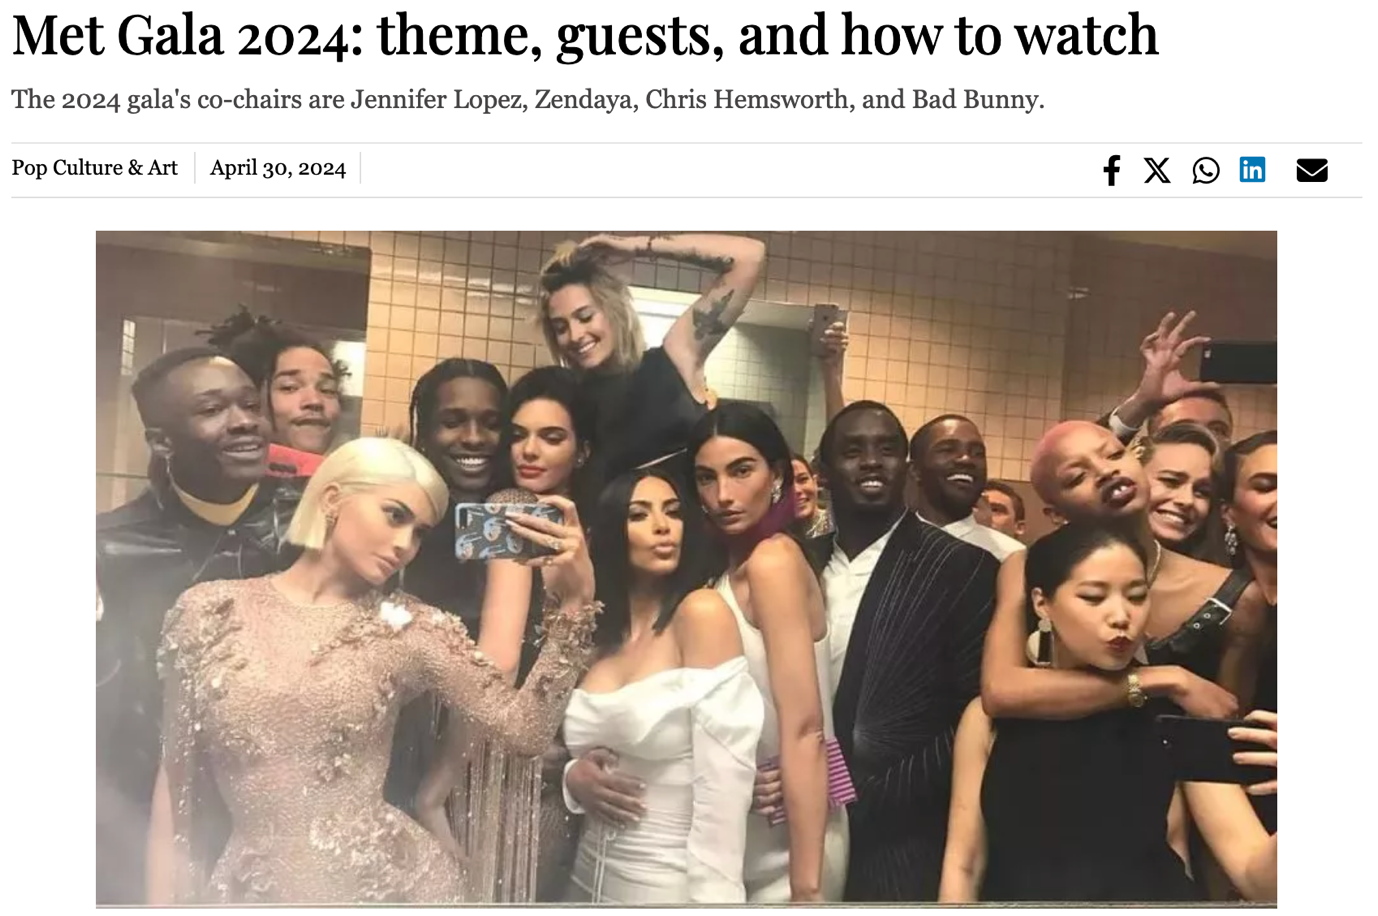 Met Gala 2024: theme, guests, and how to watch
The 2024 gala's co-chairs are Jennifer Lopez, Zendaya, Chris Hemsworth, and Bad Bunny.
Pop Culture & Art
April 30, 2024
in